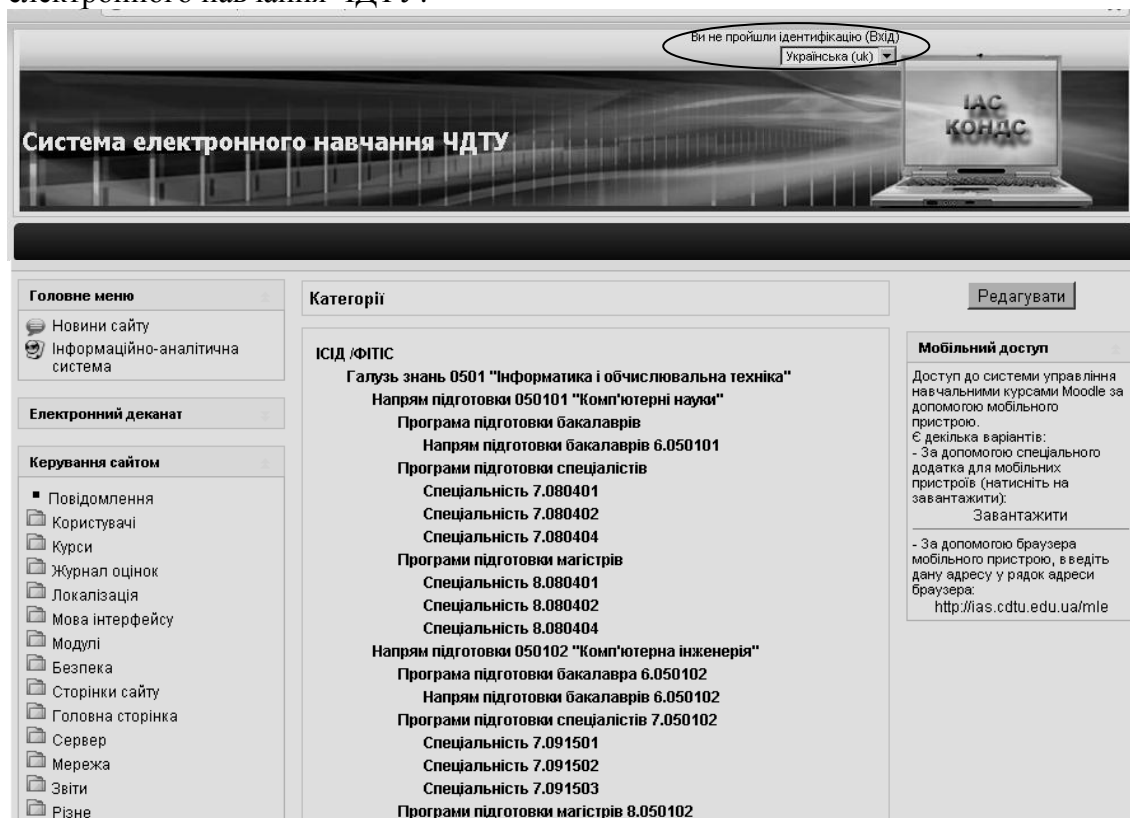 електронного навчання ЧДТУ.
Ви не пройшли ідентифікацію (Вхід)
Українська (uk)
Система електронного навчання ЧДТУ
ІАС
КОНДС
Головне меню
Новини сайту
Інформаційно-аналітична
система
Електронний деканат
Керування сайтом
Повідомлення
Користувачі
Курси
Журнал оцінок
Локалізація
Мова інтерфейсу
Модулі
Безпека
Сторінки сайту
Головна сторінка
Сервер
Мережа
Звіти
Різне
Категорії
ІСІД /ФІТІС
Галузь знань 0501 "Інформатика і обчислювальна техніка"
Напрям підготовки 050101 "Комп'ютерні науки"
Програма підготовки бакалаврів
Напрям підготовки бакалаврів 6.050101
Програми підготовки спеціалістів
Спеціальність 7.080401
Спеціальність 7.080402
Спеціальність 7.080404
Програми підготовки магістрів
Спеціальність 8.080401
Спеціальність 8.080402
Спеціальність 8.080404
Напрям підготовки 050102 "Комп'ютерна інженерія"
Програма підготовки бакалавра 6.050102
Напрям підготовки бакалаврів 6.050102
Програми підготовки спеціалістів 7.050102
Спеціальність 7.091501
Спеціальність 7.091502
Спеціальність 7.091503
Програми підготовки магістрів 8.050102
Редагувати
Мобільний доступ
Доступ до системи управління
навчальними курсами Moodle за
допомогою мобільного
пристрою.
Є декілька варіантів:
- За допомогою спеціального
додатка для мобільних
пристроїв (натисніть на
завантажити):
Завантажити
- За допомогою браузера
мобільного пристрою, введіть
дану адресу у рядок адреси
браузера:
http://ias.cdtu.edu.ua/mle